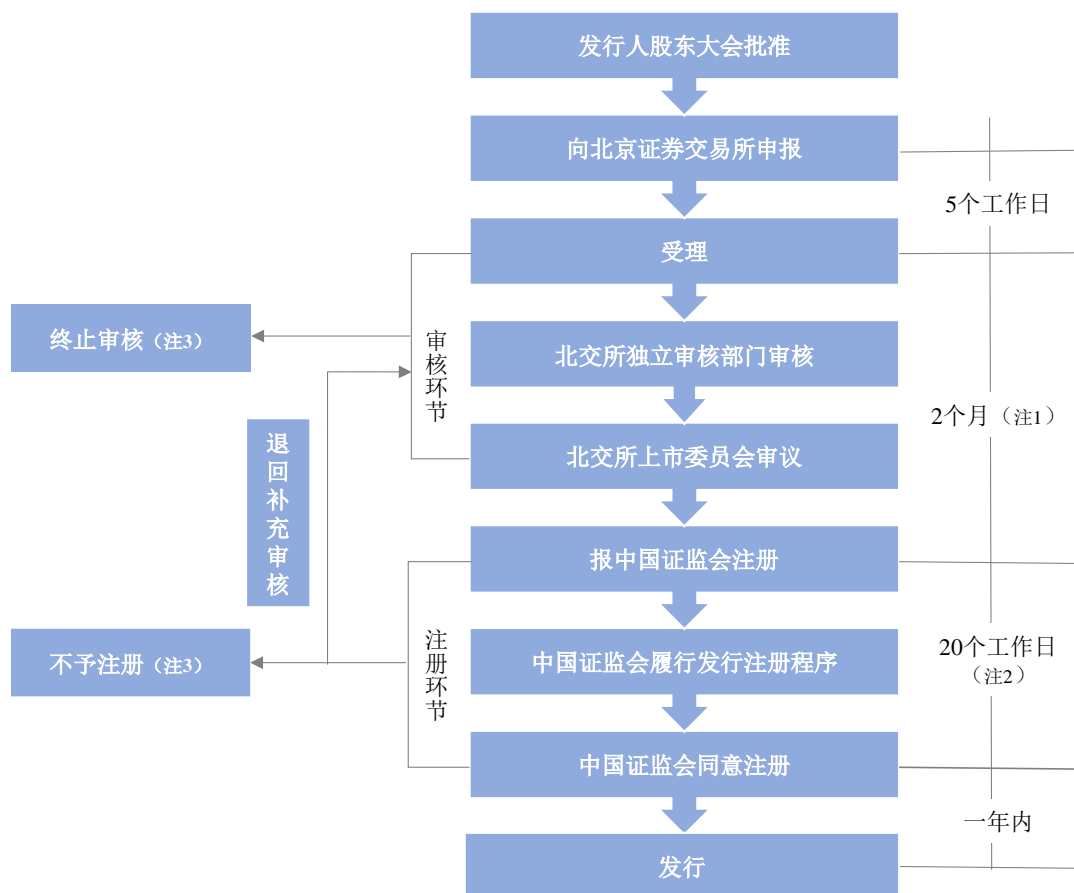 发行人股东大会批准
向北京证券交易所申报
5个工作日
受理
终止审核（注3）
审核环节
北交所独立审核部门审核
2个月（注1）
退回补充审核
北交所上市委员会审议
报中国证监会注册
不予注册（注3）
注册环节
中国证监会履行发行注册程序
20个工作日
（注2）
中国证监会同意注册
一年内
发行